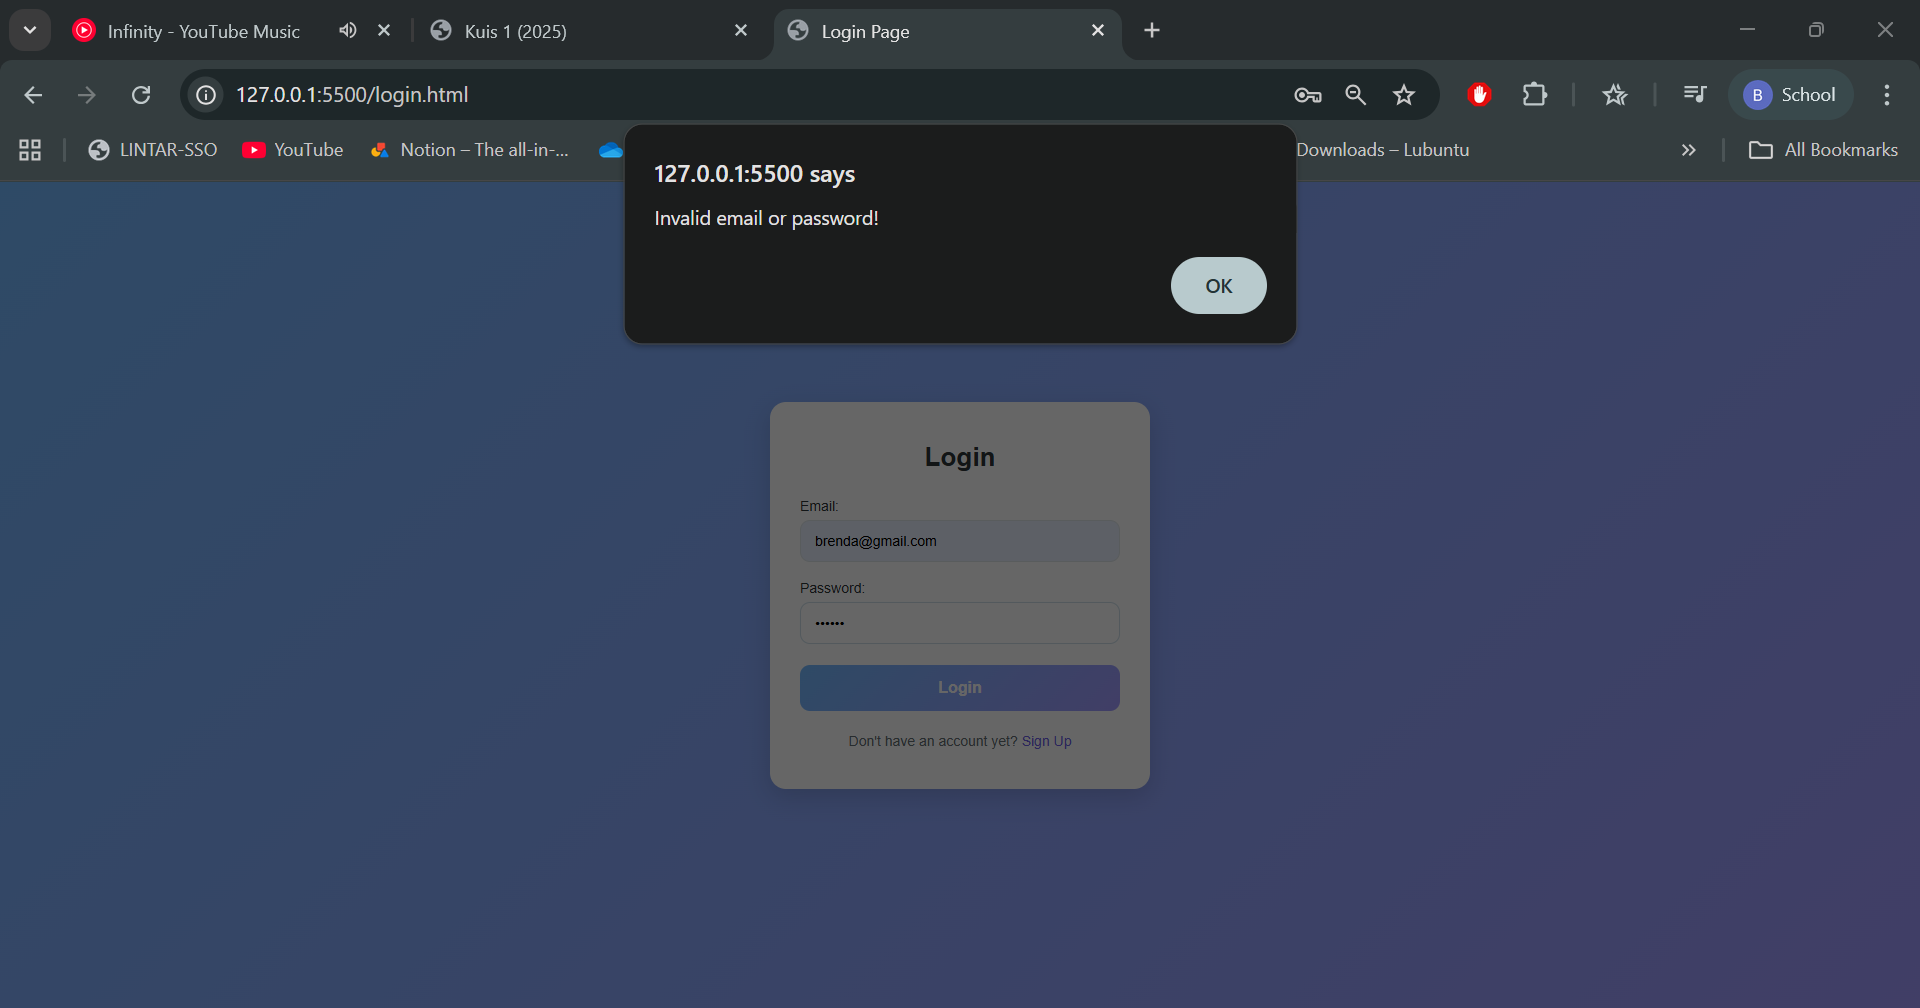 Infinity - YouTube Music
Kuis 1 (2025)
Login Page
127.0.0.1:5500/login.html
B
School
LINTAR-SSO
YouTube
Notion – The all-in-...
Downloads – Lubuntu
All Bookmarks
127.0.0.1:5500 says
Invalid email or password!
OK
Login
Email:
brenda@gmail.com
Password:
••••••
Login
Don't have an account yet? Sign Up